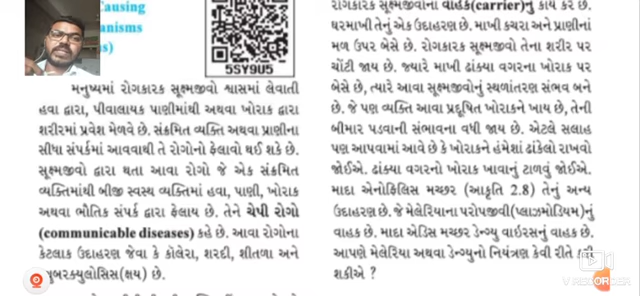 Causing
anisms
5SY9U5
મનુષ્યમાં રોગકારક સૂક્ષ્મજીવો શ્વાસમાં લેવાતી
હવા દ્વારા, પીવાલાયક પાણીમાંથી અથવા ખોરાક દ્વારા
શરીરમાં પ્રવેશ મેળવે છે. સંક્રમિત વ્યક્તિ અથવા પ્રાણીના
સીધા સંપર્કમાં આવવાથી તે રોગોનો ફેલાવો થઈ શકે છે.
સૂક્ષ્મજીવો દ્વારા થતા આવા રોગો જે એક સંક્રમિત
વ્યક્તિમાંથી બીજી સ્વસ્થ વ્યક્તિમાં હવા, પાણી, ખોરાક
અથવા ભૌતિક સંપર્ક દ્વારા ફેલાય છે. તેને ચેપી રોગો
(communicable diseases) કહે છે. આવા રોગોના
કેટલાક ઉદાહરણ જેવા કે કૉલેરા, શરદી, શીતળા અને
્યુબરક્યુલોસિસ(ક્ષય) છે.
રોગકારક સૂક્ષ્મજીવોના વાહક(carrier)નું કાર્ય કરે છે.
ઘરમાખી તેનું એક ઉદાહરણ છે. માખી કચરા અને પ્રાણીનાં
મળ ઉપર બેસે છે. રોગકારક સૂક્ષ્મજીવો તેના શરીર પર
ચોંટી જાય છે. જ્યારે માખી ઢાંક્યા વગરના ખોરાક પર
બેસે છે, ત્યારે આવા સૂક્ષ્મજીવોનું સ્થળાંતરણ સંભવ બને
છે. જે પણ વ્યક્તિ આવા પ્રદૂષિત ખોરાકને ખાય છે, તેની
બીમાર પડવાની સંભાવના વધી જાય છે. એટલે સલાહ
પણ આપવામાં આવે છે કે ખોરાકને હંમેશાં ઢાંકેલો રાખવો
જોઈએ. ઢાંક્યા વગરનો ખોરાક ખાવાનું ટાળવું જોઈએ.
માદા એનોફિલિસ મચ્છર (આકૃતિ 2.8) તેનું અન્ય
ઉદાહરણ છે. જે મેલેરિયાના પરોપજીવી(પ્લાઝમોડિયમ)નું
વાહક છે. માદા એડિસ મચ્છર ડેન્ગ્યુ વાઇરસનું વાહક છે.
આપણે મેલેરિયા અથવા ડેન્ગ્યુનો નિયંત્રણ કેવી રીતે કરી
શકીએ ?
V RECORDER